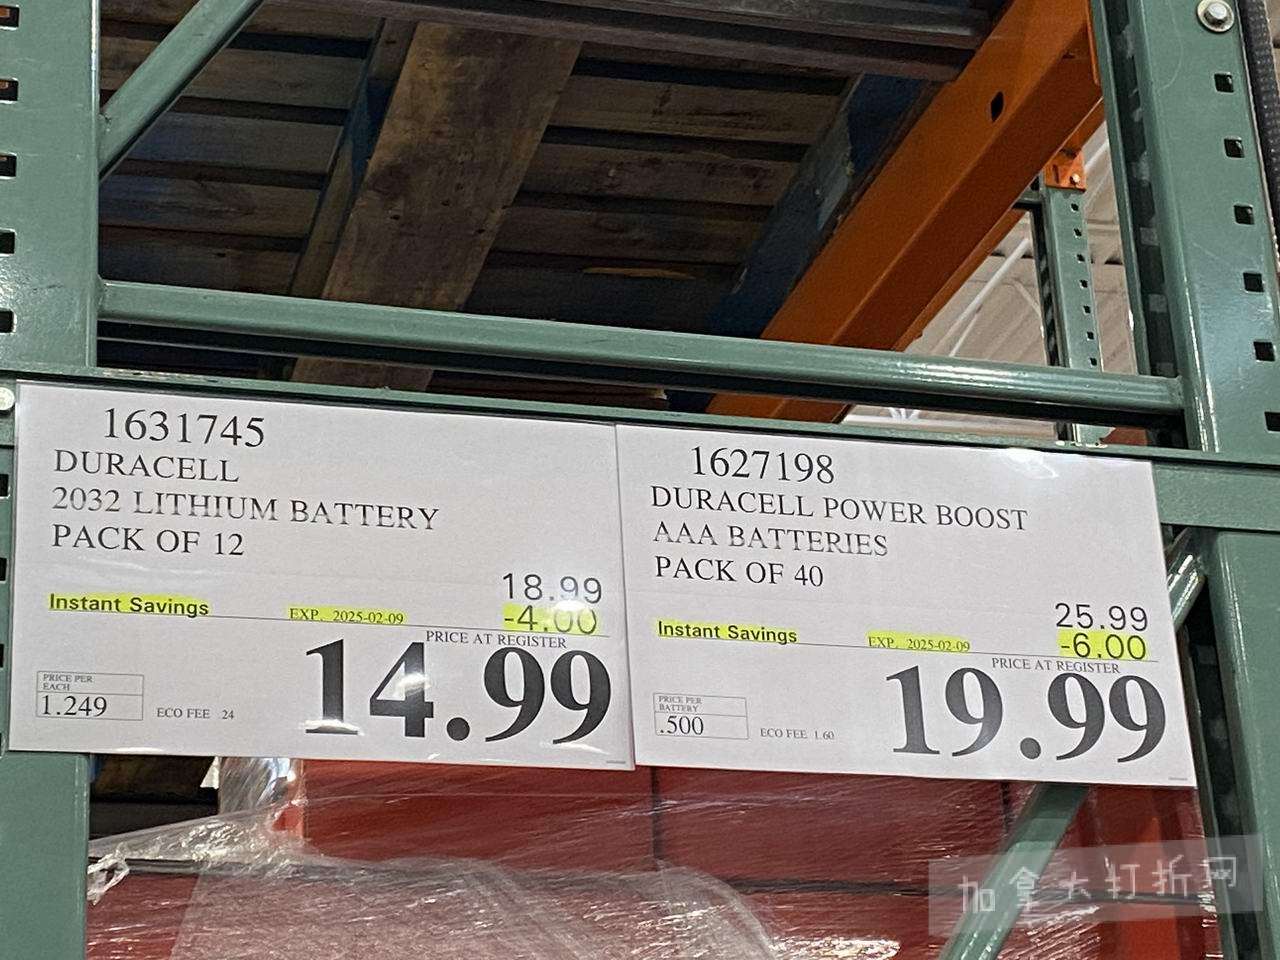 1631745
DURACELL
2032 LITHIUM BATTERY
PACK OF 12
18.99
Instant Savings EXP. 2025-02-09 -4.00
PRICE AT REGISTER
14.99
PRICE PER
EACH
1.249
ECO FEE 24
1627198
DURACELL POWER BOOST
AAA BATTERIES
PACK OF 40
25.99
Instant Savings EXP. 2025-02-09 -6.00
PRICE AT REGISTER
19.99
PRICE PER
BATTERY
.500
ECO FEE 1.60
加拿大打折网